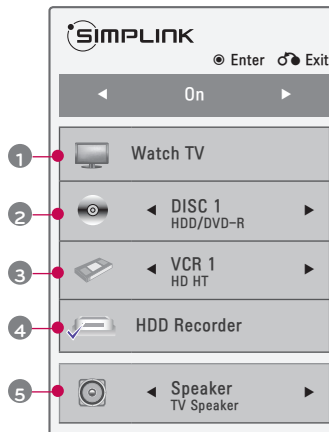 SIMPLINK
Enter Exit
On
1 Watch TV
2 DISC 1
HDD/DVD-R
3 VCR 1
HD HT
4 HDD Recorder
5 Speaker
TV Speaker